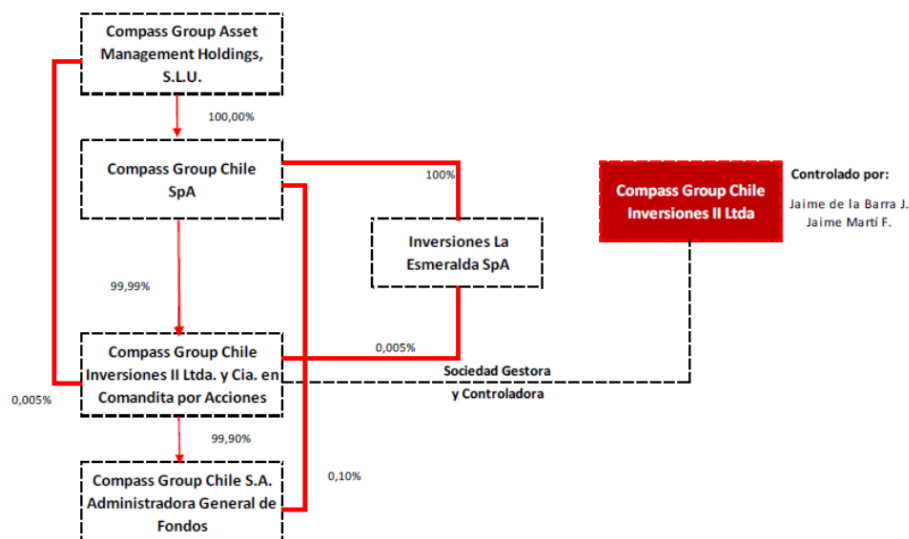 Compass Group Asset
Management Holdings,
S.L.U.
100,00%
Compass Group Chile
SpA
100%
Compass Group Chile
Inversiones II Ltda
Controlado por:
Jaime de la Barra J.
Jaime Martí F.
Inversiones La
Esmeralda SpA
99,99%
Compass Group Chile
Inversiones II Ltda. y Cia. en
Comandita por Acciones
0,005%
Sociedad Gestora
y Controladora
0,005%
99,90%
Compass Group Chile S.A.
Administradora General de
Fondos
0,10%